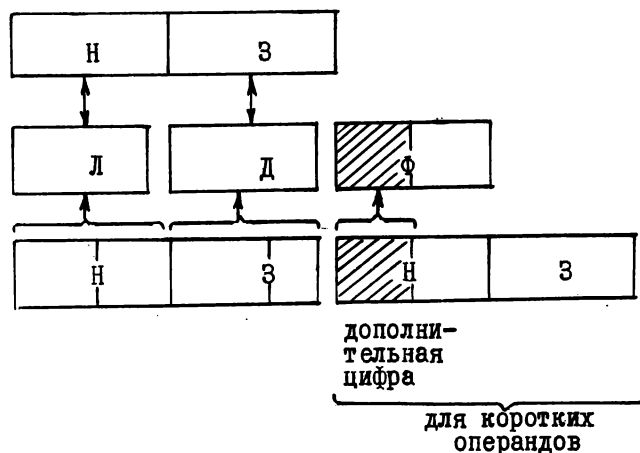 Н З
Л Д Ф
Н З Н З
дополни-
тельная
цифра
для коротких
операндов